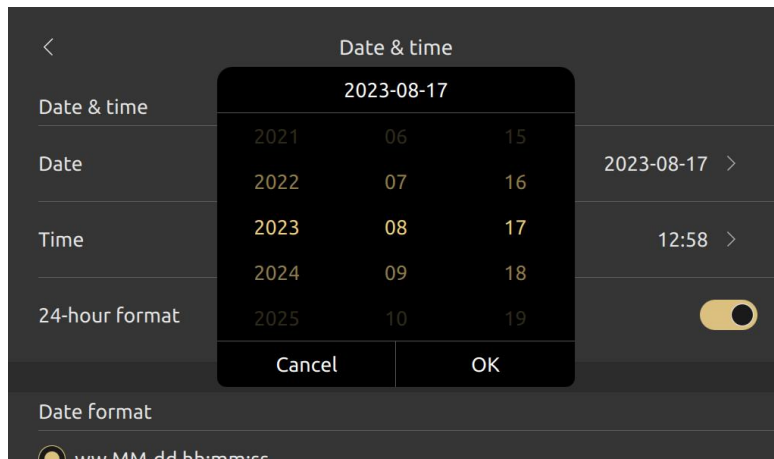 Date & time
2023-08-17
Date & time
2021 06 15
Date 2023-08-17
2022 07 16
2023 08 17
Time 12:58
2024 09 18
24-hour format
2025 10 19
Cancel OK
Date format